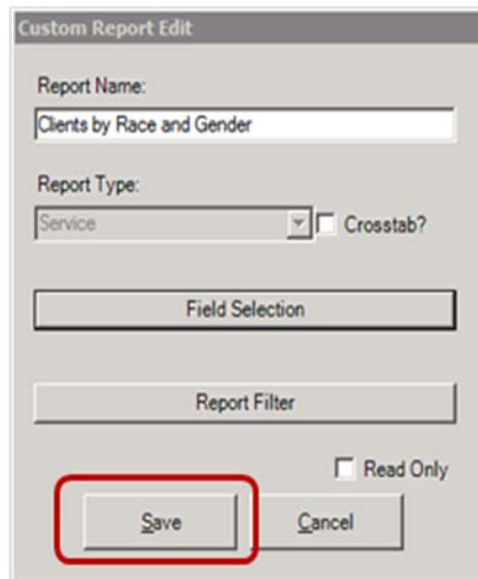 Custom Report Edit
Report Name:
Clients by Race and Gender
Report Type:
Service
Crosstab?
Field Selection
Report Filter
Read Only
Save
Cancel